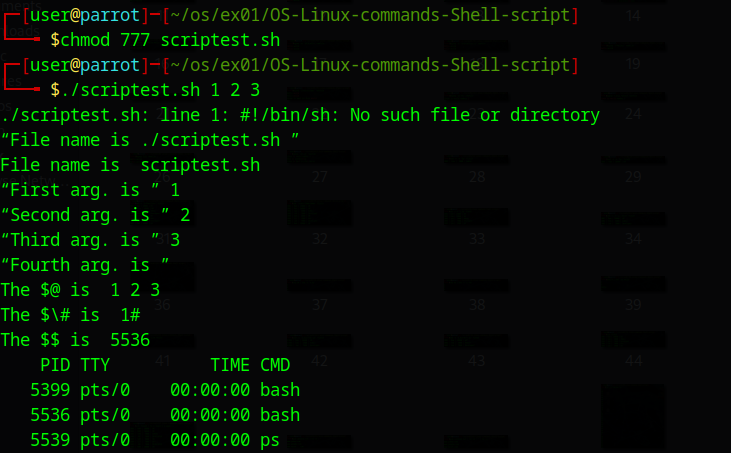 ┌─[user@parrot]─[~/os/ex01/OS-Linux-commands-Shell-script]
└──╼ $chmod 777 scriptest.sh
┌─[user@parrot]─[~/os/ex01/OS-Linux-commands-Shell-script]
└──╼ $./scriptest.sh 1 2 3
./scriptest.sh: line 1: #!/bin/sh: No such file or directory
“File name is ./scriptest.sh ”
File name is  scriptest.sh
“First arg. is ” 1
“Second arg. is ” 2
“Third arg. is ” 3
“Fourth arg. is ”
The $@ is  1 2 3
The $\# is  1#
The $$ is  5536
    PID TTY          TIME CMD
   5399 pts/0    00:00:00 bash
   5536 pts/0    00:00:00 bash
   5539 pts/0    00:00:00 ps
14
19
24
27
28
29
32
33
34
36
37
38
39
41
42
43
44